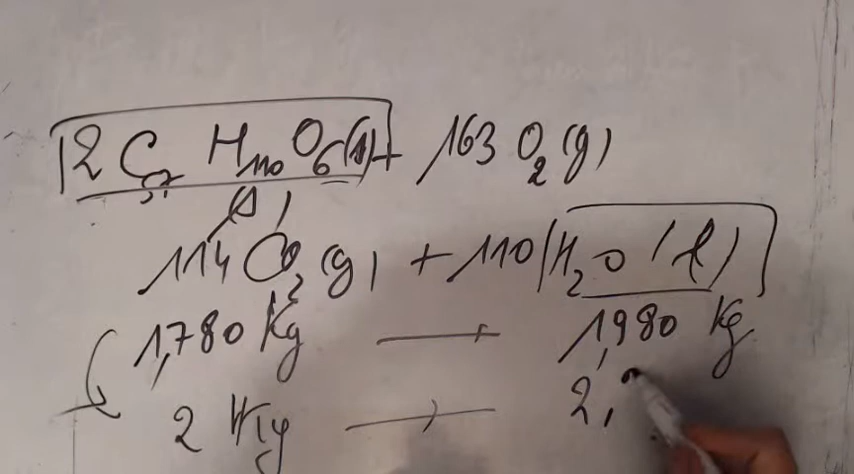 2 C₅₇ H₁₁₀ O₆(s) + 163 O₂(g)
114 CO₂(g) + 110 H₂O(l)
1,780 Kg → 1,980 Kg
2 Kg → 2,